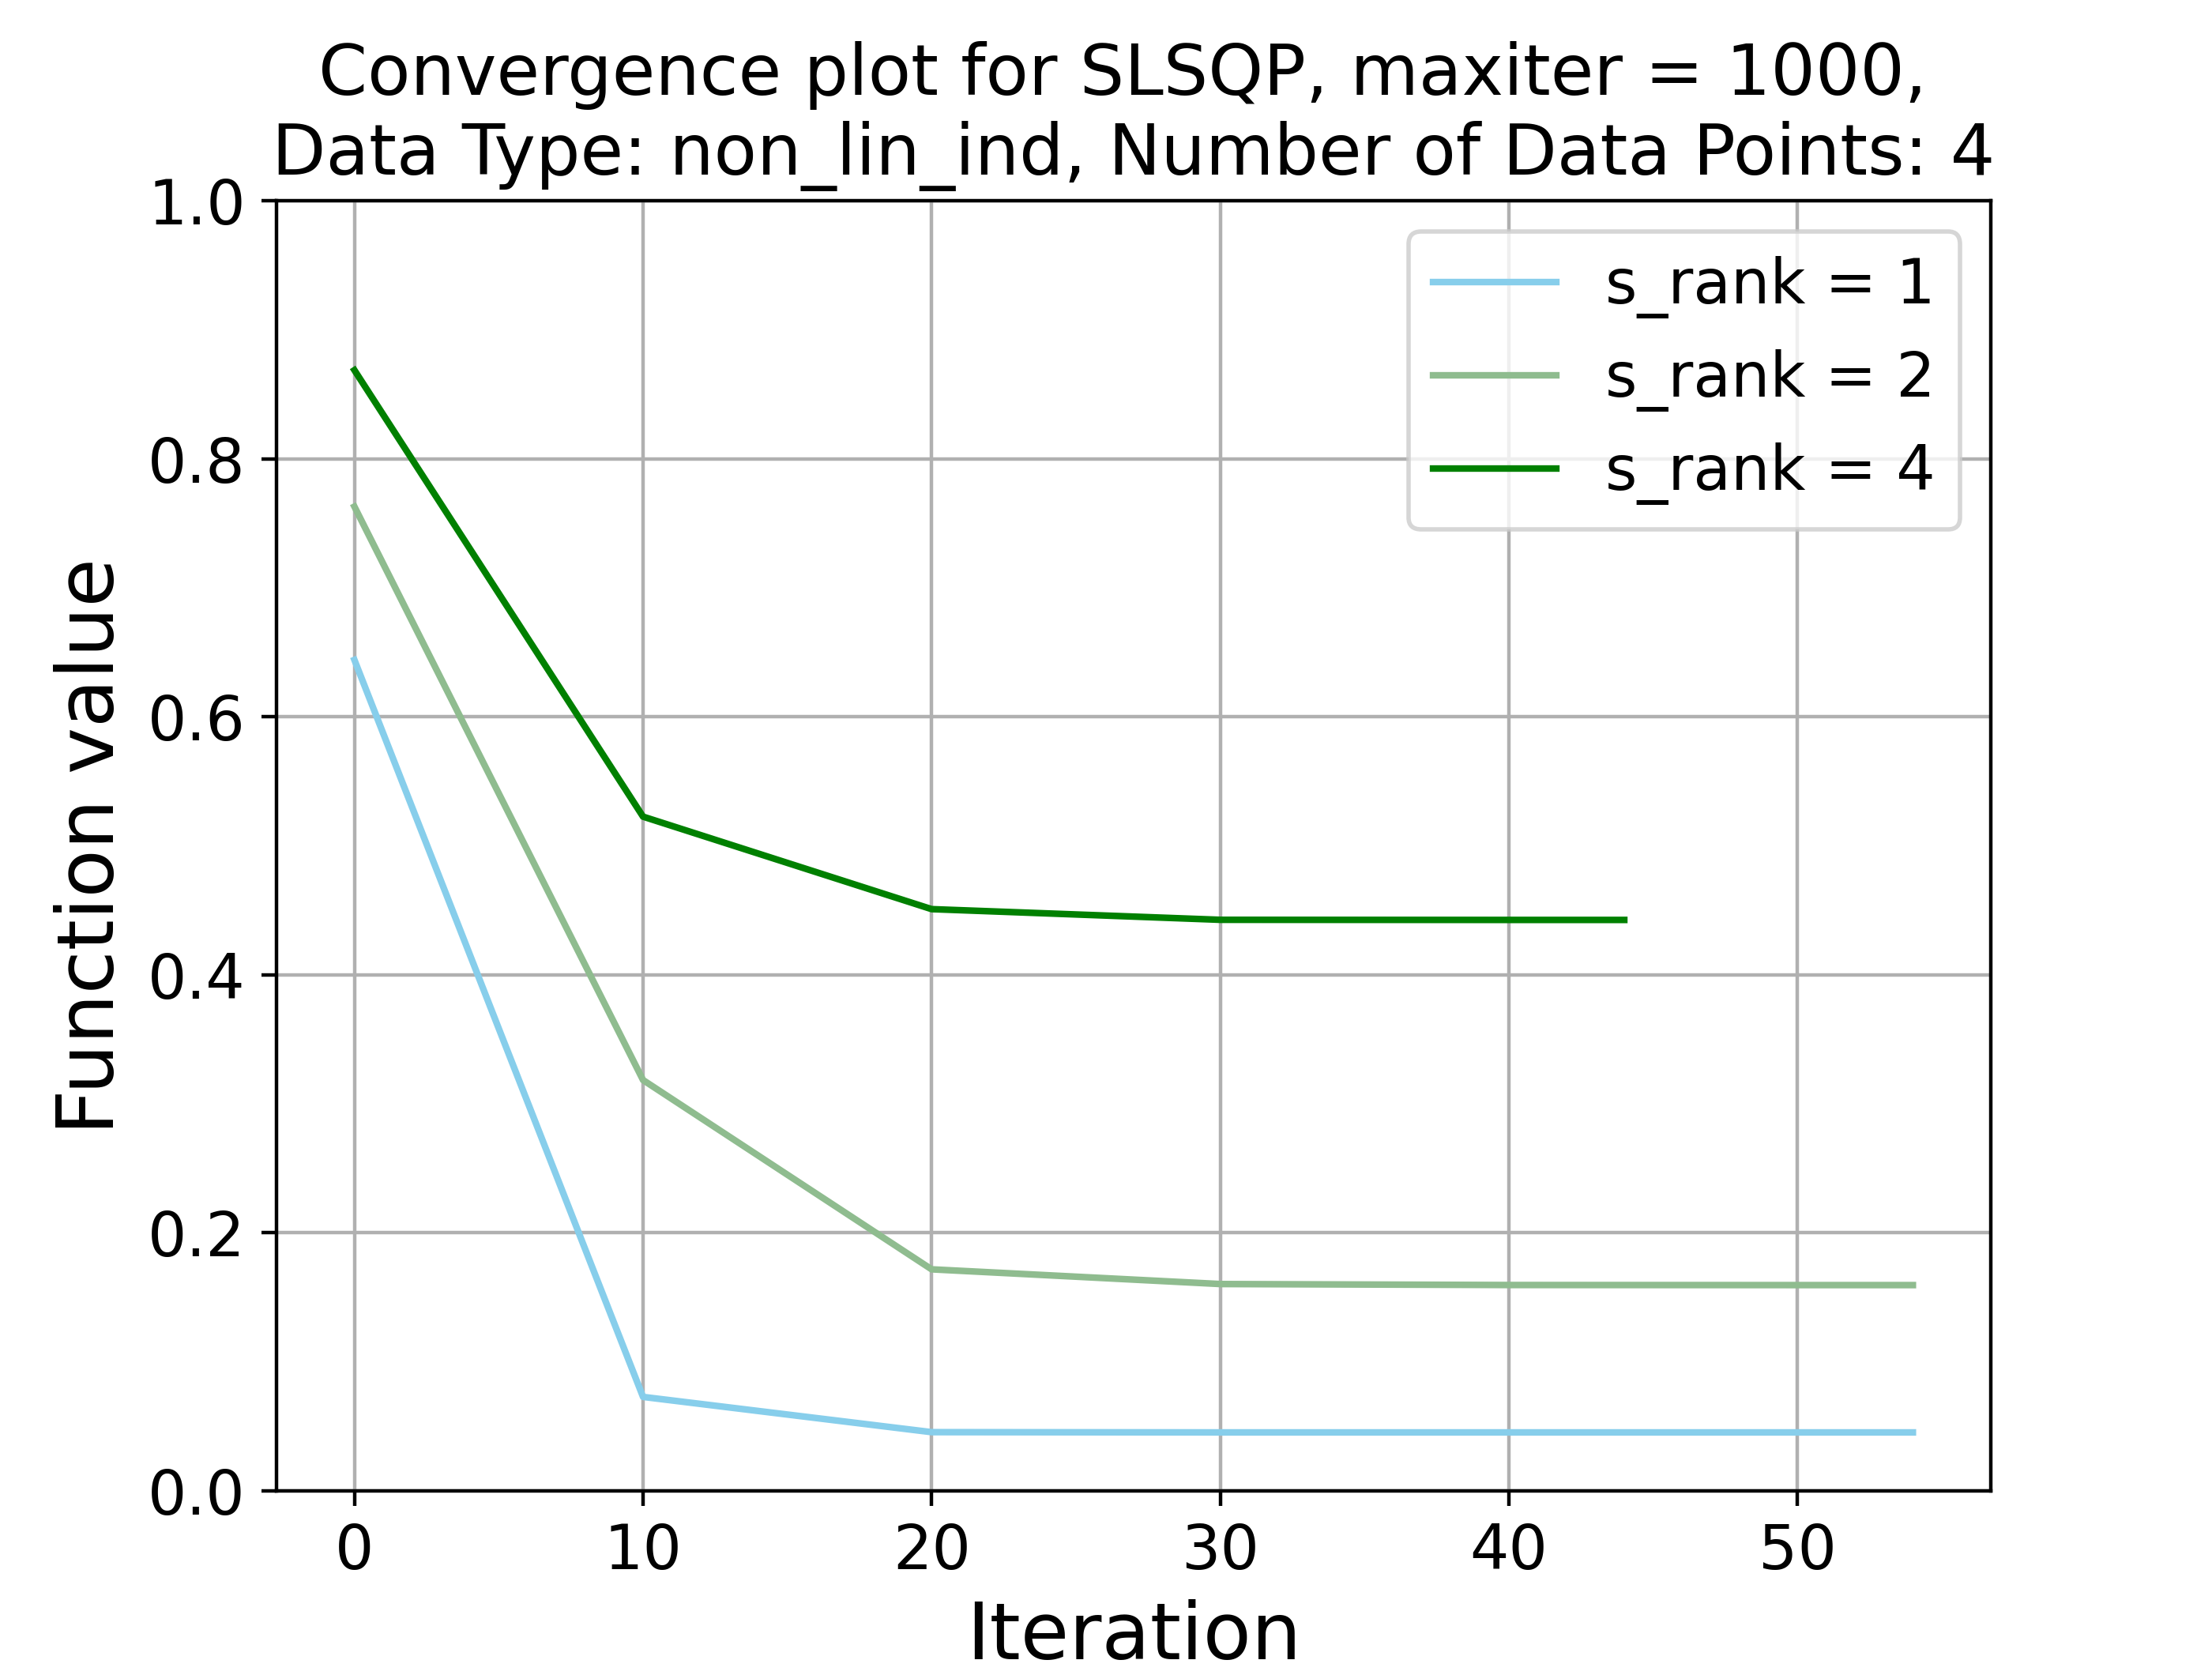 Convergence plot for SLSQP, maxiter = 1000,
Data Type: non_lin_ind, Number of Data Points: 4
1.0
0.8
0.6
0.4
0.2
0.0
Function value
s_rank = 1
s_rank = 2
s_rank = 4
0 10 20 30 40 50
Iteration